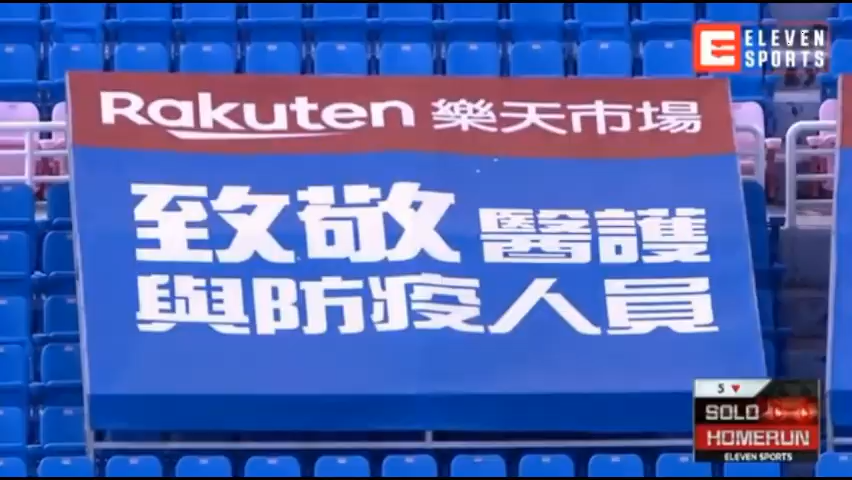 ELEVEN
SPORTS
Rakuten 樂天市場
致敬 醫護
與防疫人員
5 ▼
SOLO
HOMERUN
ELEVEN SPORTS